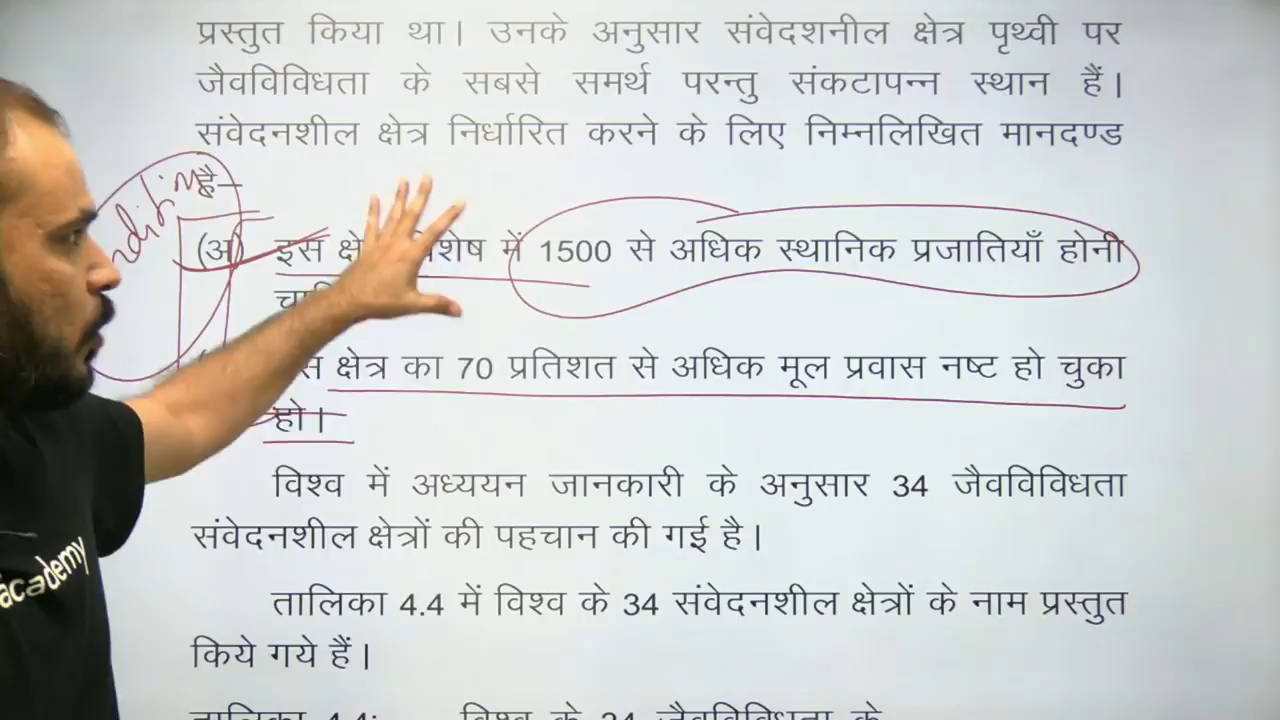 प्रस्तुत किया था। उनके अनुसार संवेदशनील क्षेत्र पृथ्वी पर
जैवविविधता के सबसे समर्थ परन्तु संकटापन्न स्थान हैं।
संवेदनशील क्षेत्र निर्धारित करने के लिए निम्नलिखित मानदण्ड
है–
(अ) इस में 1500 से अधिक स्थानिक प्रजातियाँ होनी
क्षेत्र का 70 प्रतिशत से अधिक मूल प्रवास नष्ट हो चुका
हो।
विश्व में अध्ययन जानकारी के अनुसार 34 जैवविविधता
संवेदनशील क्षेत्रों की पहचान की गई है।
तालिका 4.4 में विश्व के 34 संवेदनशील क्षेत्रों के नाम प्रस्तुत
किये गये हैं।
academy